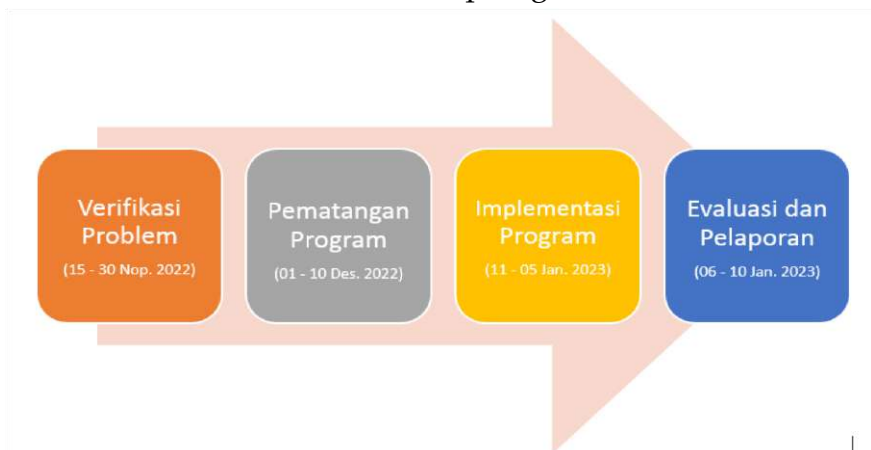 Verifikasi
Problem
(15 - 30 Nop. 2022)
Pematangan
Program
(01 - 10 Des. 2022)
Implementasi
Program
(11 - 05 Jan. 2023)
Evaluasi dan
Pelaporan
(06 - 10 Jan. 2023)